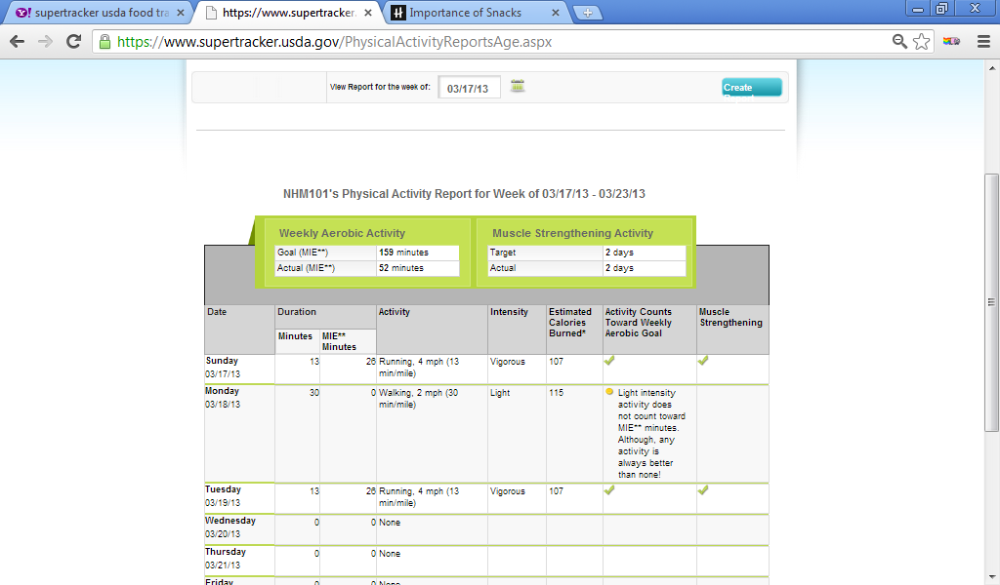 supertracker usda food tra
https://www.supertracker.
Importance of Snacks
https://www.supertracker.usda.gov/PhysicalActivityReportsAge.aspx
View Report for the week of: 03/17/13 Create
NHM101's Physical Activity Report for Week of 03/17/13 - 03/23/13
Weekly Aerobic Activity
Goal (MIE**) 159 minutes
Actual (MIE**) 52 minutes
Muscle Strengthening Activity
Target 2 days
Actual 2 days
Date Duration Activity Intensity Estimated Calories Burned* Activity Counts Toward Weekly Aerobic Goal Muscle Strengthening
Minutes MIE** Minutes
Sunday 13 26 Running, 4 mph (13 Vigorous 107
03/17/13 min/mile)
Monday 30 0 Walking, 2 mph (30 Light 115 Light intensity
03/18/13 min/mile) activity does
not count toward
MIE** minutes.
Although, any
activity is
always better
than none!
Tuesday 13 26 Running, 4 mph (13 Vigorous 107
03/19/13 min/mile)
Wednesday 0 0 None
03/20/13
Thursday 0 0 None
03/21/13
Friday 0 0 None